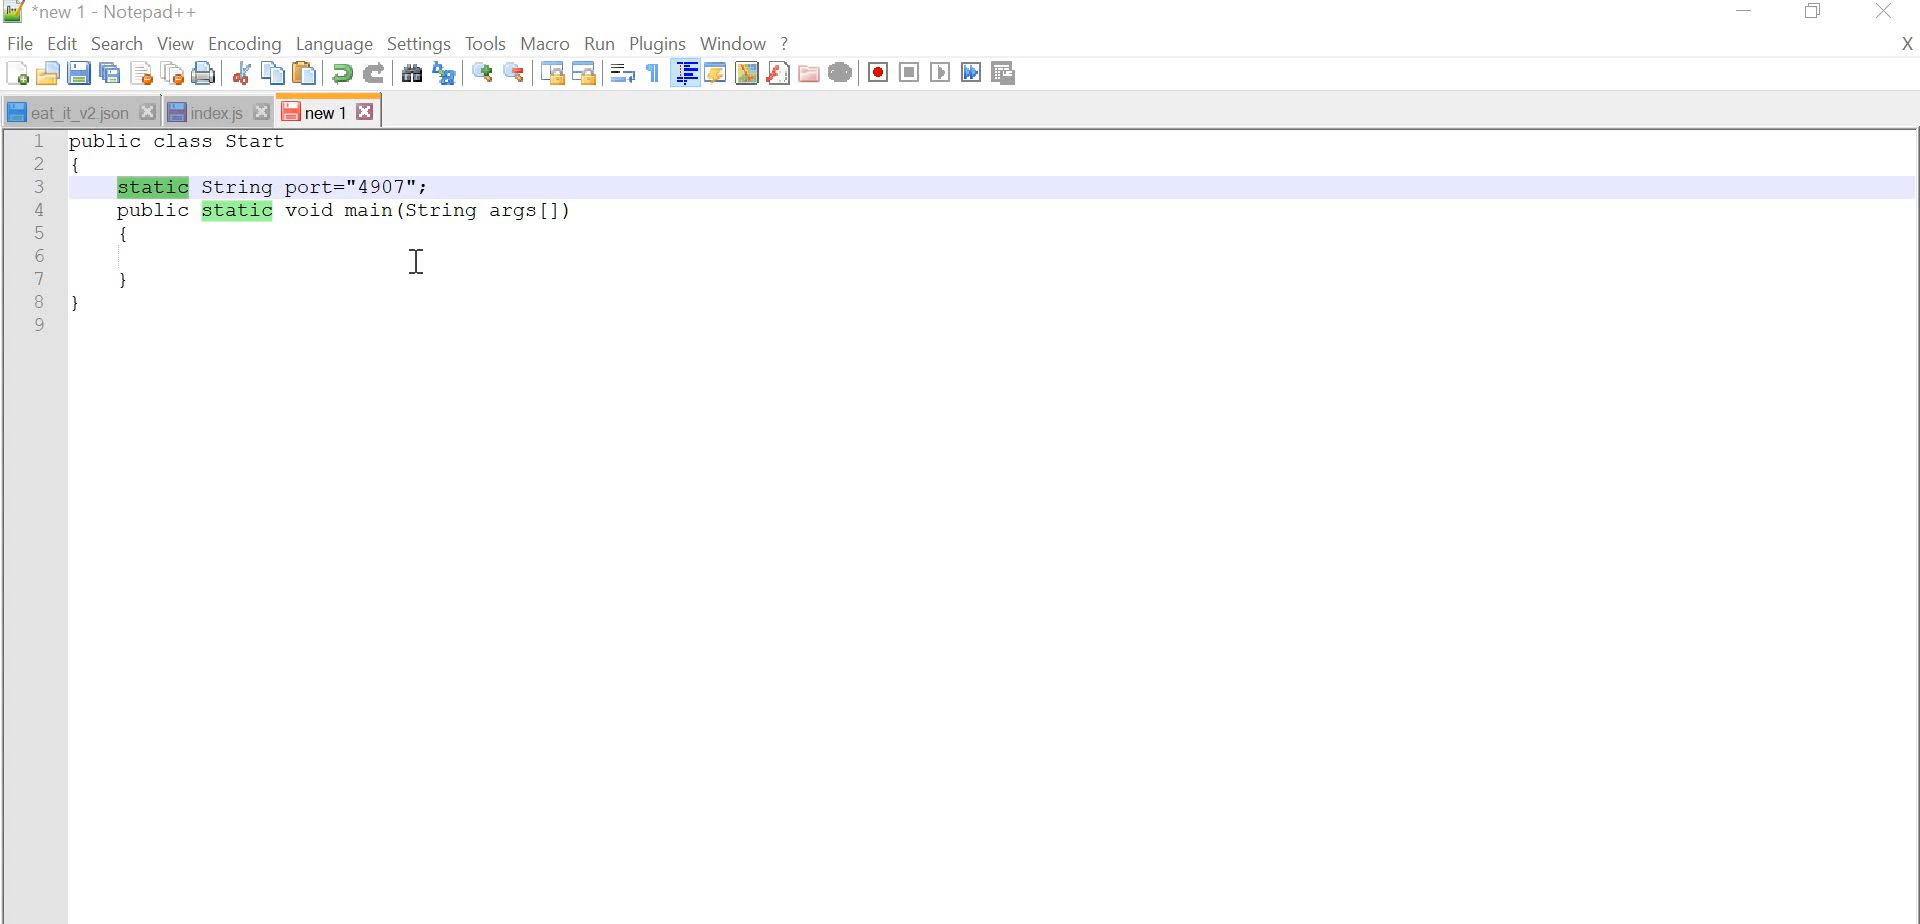 *new 1 - Notepad++
File Edit Search View Encoding Language Settings Tools Macro Run Plugins Window ? X
eat_it_v2.json index.js new 1
1 public class Start
2 {
3 static String port="4907";
4 public static void main(String args[])
5 {
6
7 }
8 }
9